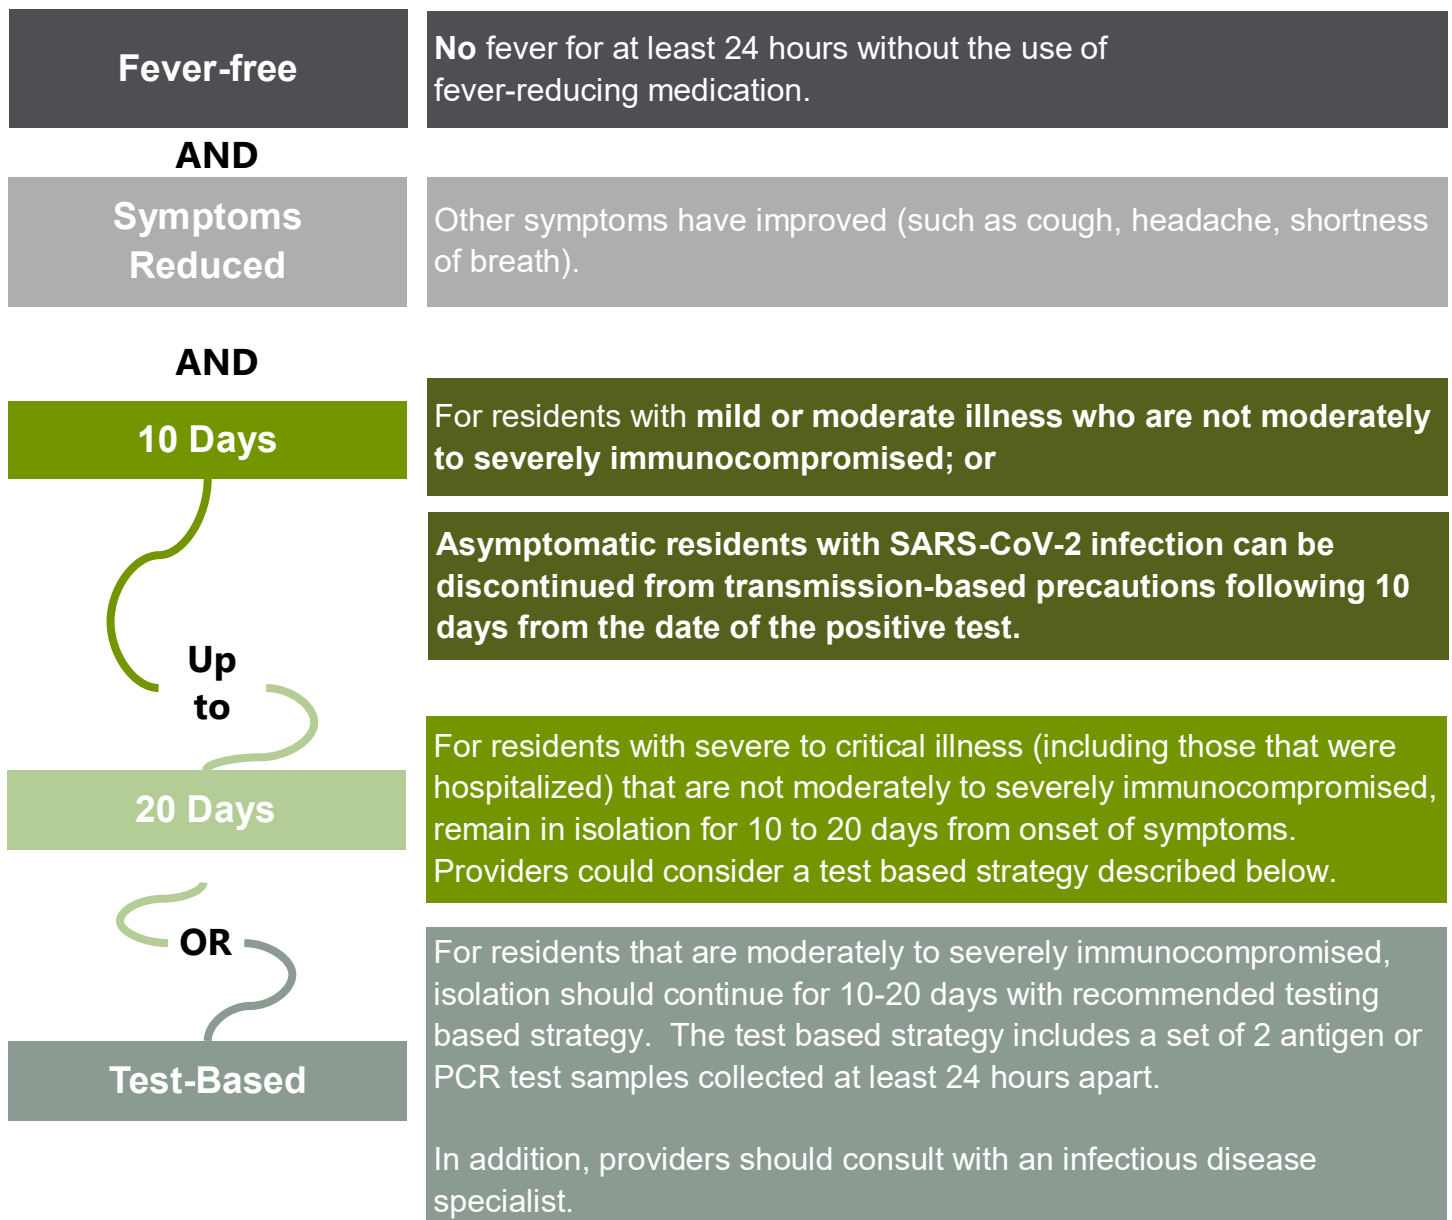 Fever-free
No fever for at least 24 hours without the use of
fever-reducing medication.
AND
Symptoms
Reduced
Other symptoms have improved (such as cough, headache, shortness
of breath).
AND
10 Days
For residents with mild or moderate illness who are not moderately
to severely immunocompromised; or
Asymptomatic residents with SARS-CoV-2 infection can be
discontinued from transmission-based precautions following 10
days from the date of the positive test.
Up
to
20 Days
For residents with severe to critical illness (including those that were
hospitalized) that are not moderately to severely immunocompromised,
remain in isolation for 10 to 20 days from onset of symptoms.
Providers could consider a test based strategy described below.
OR
Test-Based
For residents that are moderately to severely immunocompromised,
isolation should continue for 10-20 days with recommended testing
based strategy.  The test based strategy includes a set of 2 antigen or
PCR test samples collected at least 24 hours apart.
In addition, providers should consult with an infectious disease
specialist.